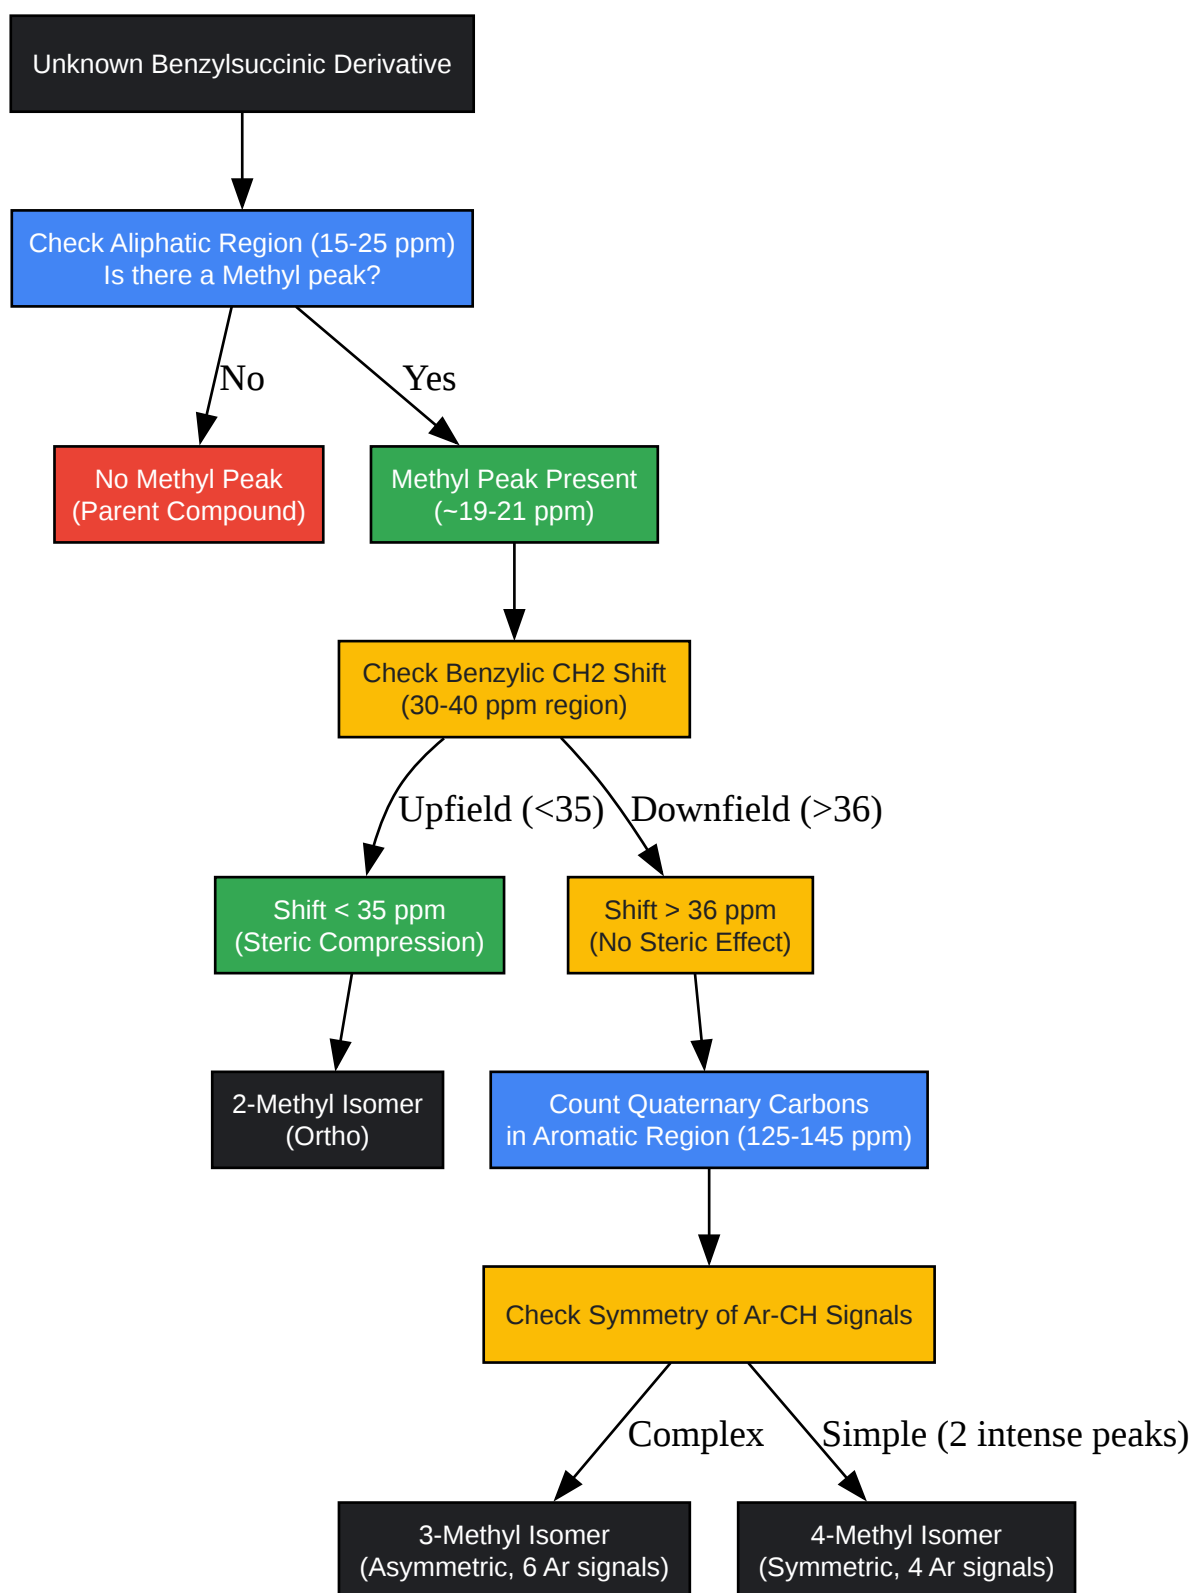 Unknown Benzylsuccinic Derivative
Check Aliphatic Region (15-25 ppm)
Is there a Methyl peak?
No
Yes
No Methyl Peak
(Parent Compound)
Methyl Peak Present
(~19-21 ppm)
Check Benzylic CH2 Shift
(30-40 ppm region)
Upfield (<35)
Downfield (>36)
Shift < 35 ppm
(Steric Compression)
Shift > 36 ppm
(No Steric Effect)
2-Methyl Isomer
(Ortho)
Count Quaternary Carbons
in Aromatic Region (125-145 ppm)
Check Symmetry of Ar-CH Signals
Complex
Simple (2 intense peaks)
3-Methyl Isomer
(Asymmetric, 6 Ar signals)
4-Methyl Isomer
(Symmetric, 4 Ar signals)